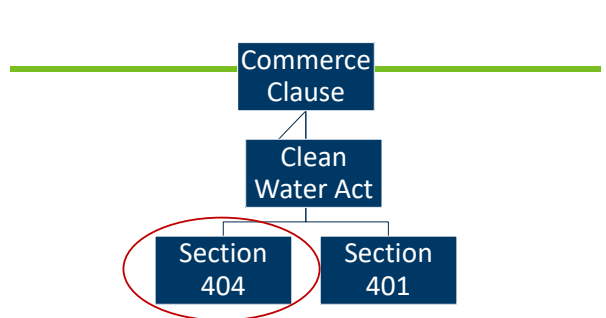 Commerce
Clause
Clean
Water Act
Section
404
Section
401